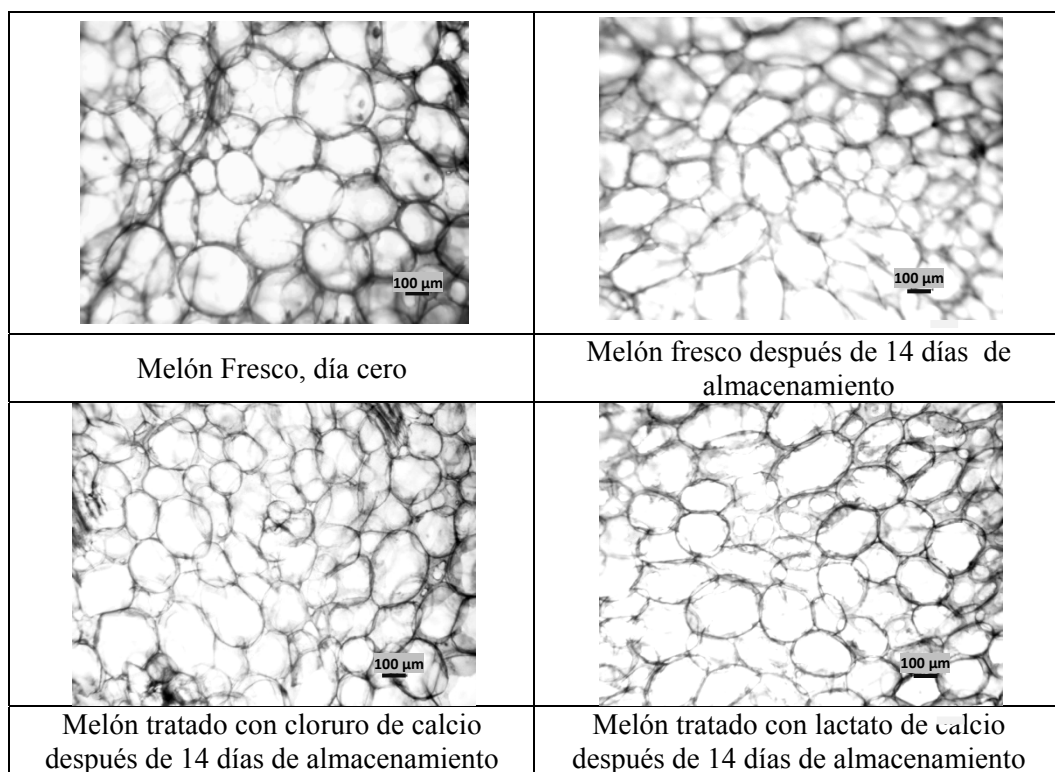 100 µm
100 µm
Melón Fresco, día cero
Melón fresco después de 14 días de
almacenamiento
100 µm
100 µm
Melón tratado con cloruro de calcio
después de 14 días de almacenamiento
Melón tratado con lactato de calcio
después de 14 días de almacenamiento